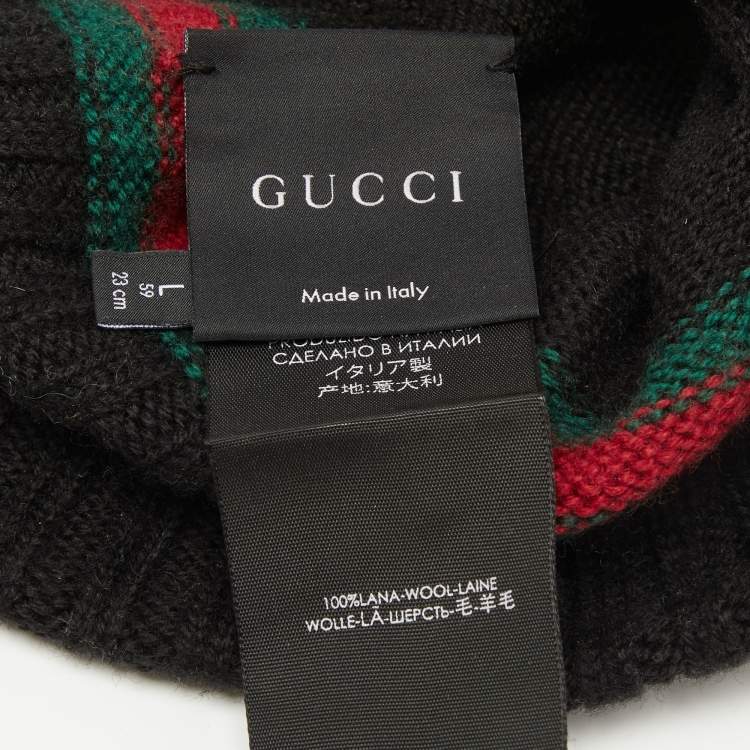 GUCCI
Made in Italy
L
59
23 cm
СДЕЛАНО В ИТАЛИИ
イタリア製
产地:意大利
100%LANA-WOOL-LAINE
WOLLE-LÃ-ШЕРСТЬ-毛-羊毛